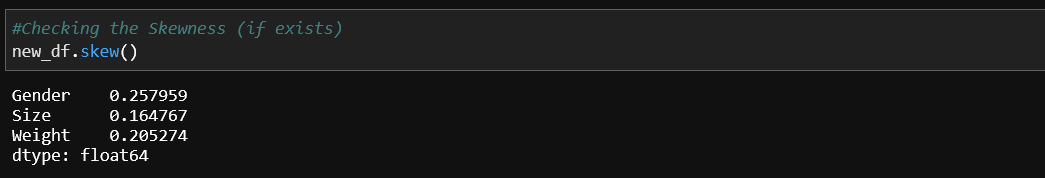 #Checking the Skewness (if exists)
new_df.skew()
Gender    0.257959
Size      0.164767
Weight    0.205274
dtype: float64